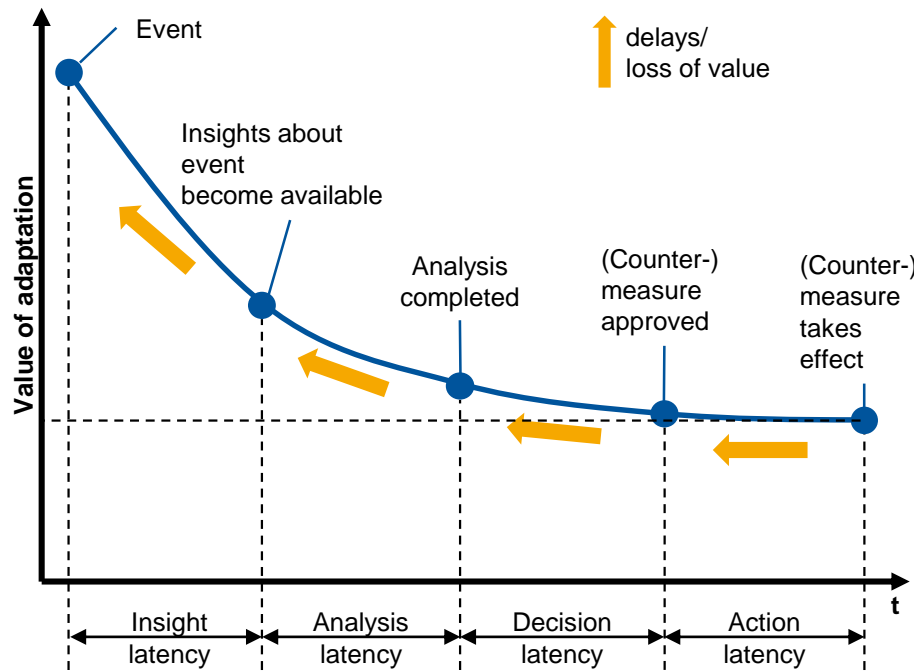 Event
delays/
loss of value
Insights about
event
become available
Analysis
completed
(Counter-)
measure
approved
(Counter-)
measure
takes
effect
Value of adaptation
t
Insight
latency
Analysis
latency
Decision
latency
Action
latency